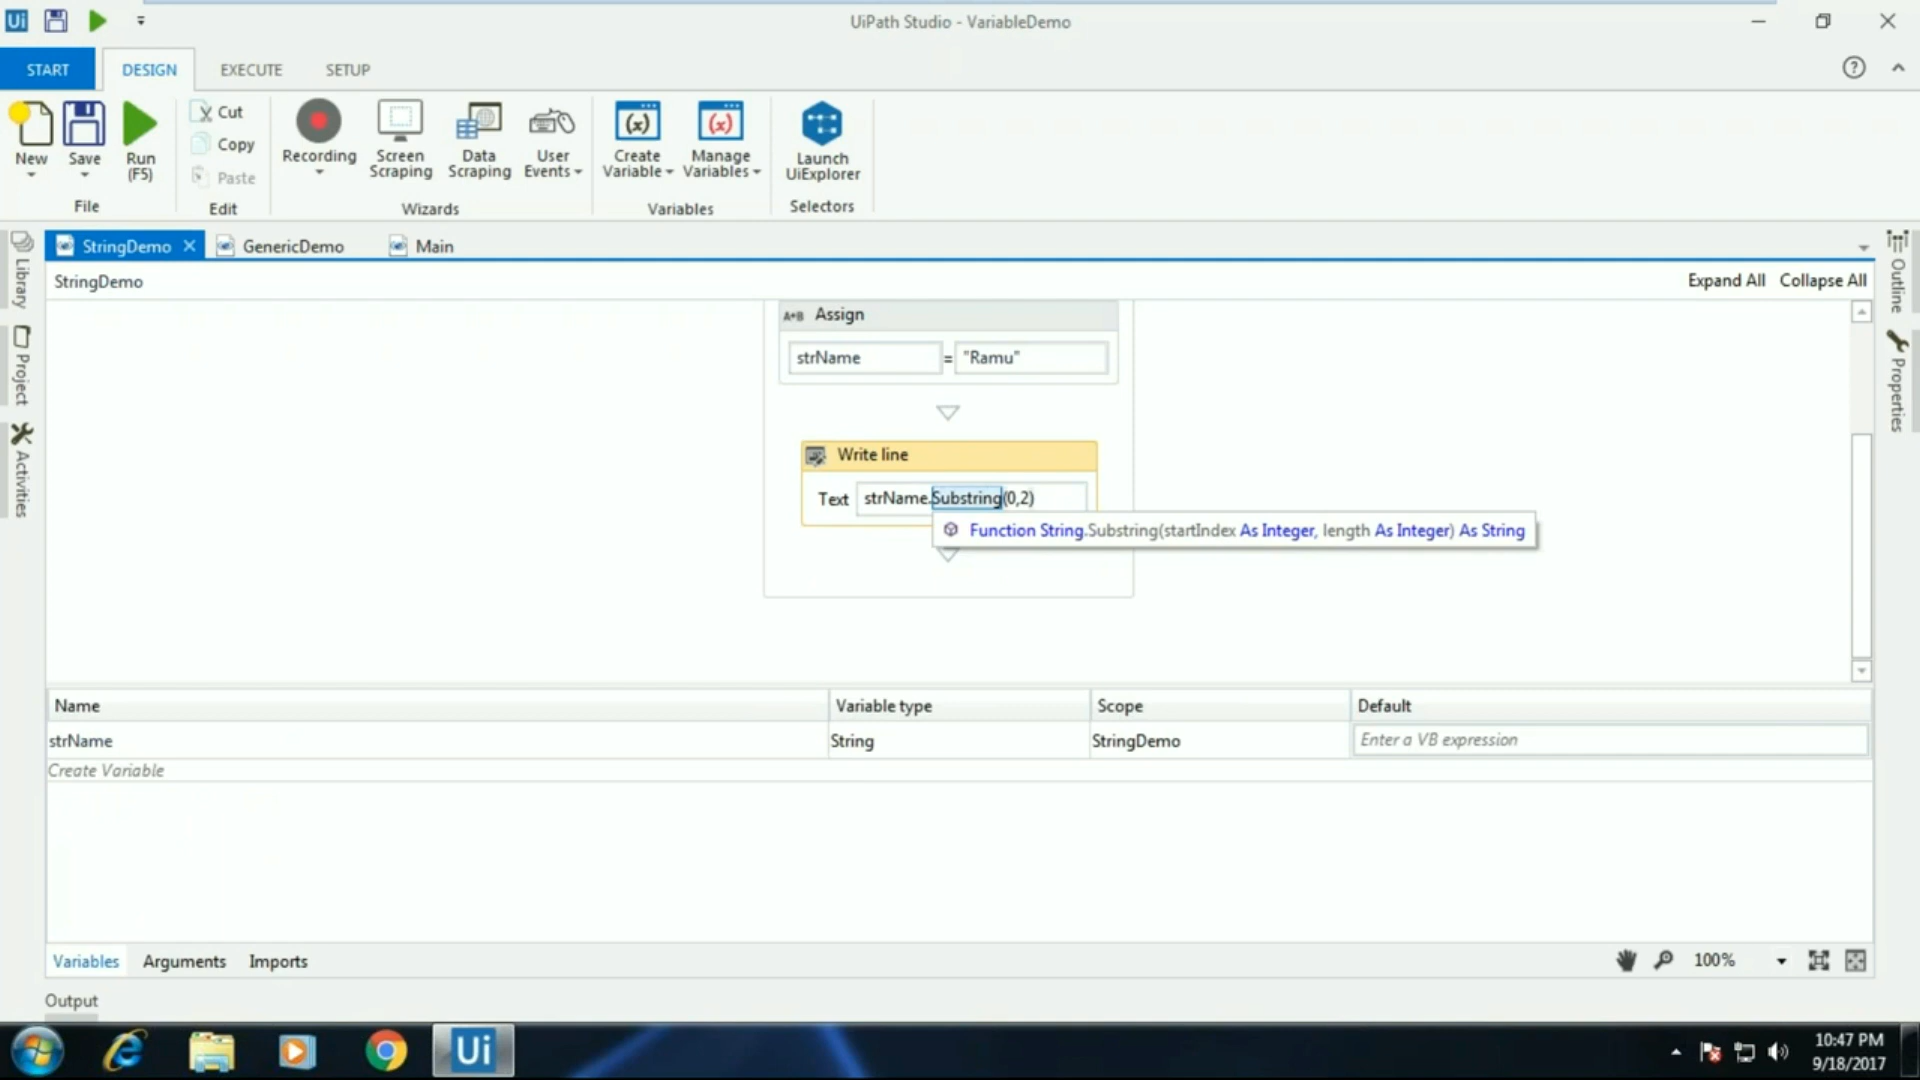 Ui
UiPath Studio - VariableDemo
START
DESIGN
EXECUTE
SETUP
New
Save
Run
(F5)
Cut
Copy
Paste
Recording
Screen
Scraping
Data
Scraping
User
Events
Create
Variable
Manage
Variables
Launch
UiExplorer
File
Edit
Wizards
Variables
Selectors
StringDemo
GenericDemo
Main
StringDemo
Expand All Collapse All
Library
Project
Activities
Outline
Properties
A+B Assign
strName = "Ramu"
Write line
Text strName.Substring(0,2)
Function String.Substring(startIndex As Integer, length As Integer) As String
Name Variable type Scope Default
strName String StringDemo Enter a VB expression
Create Variable
Variables Arguments Imports
100%
Output
Ui
10:47 PM
9/18/2017